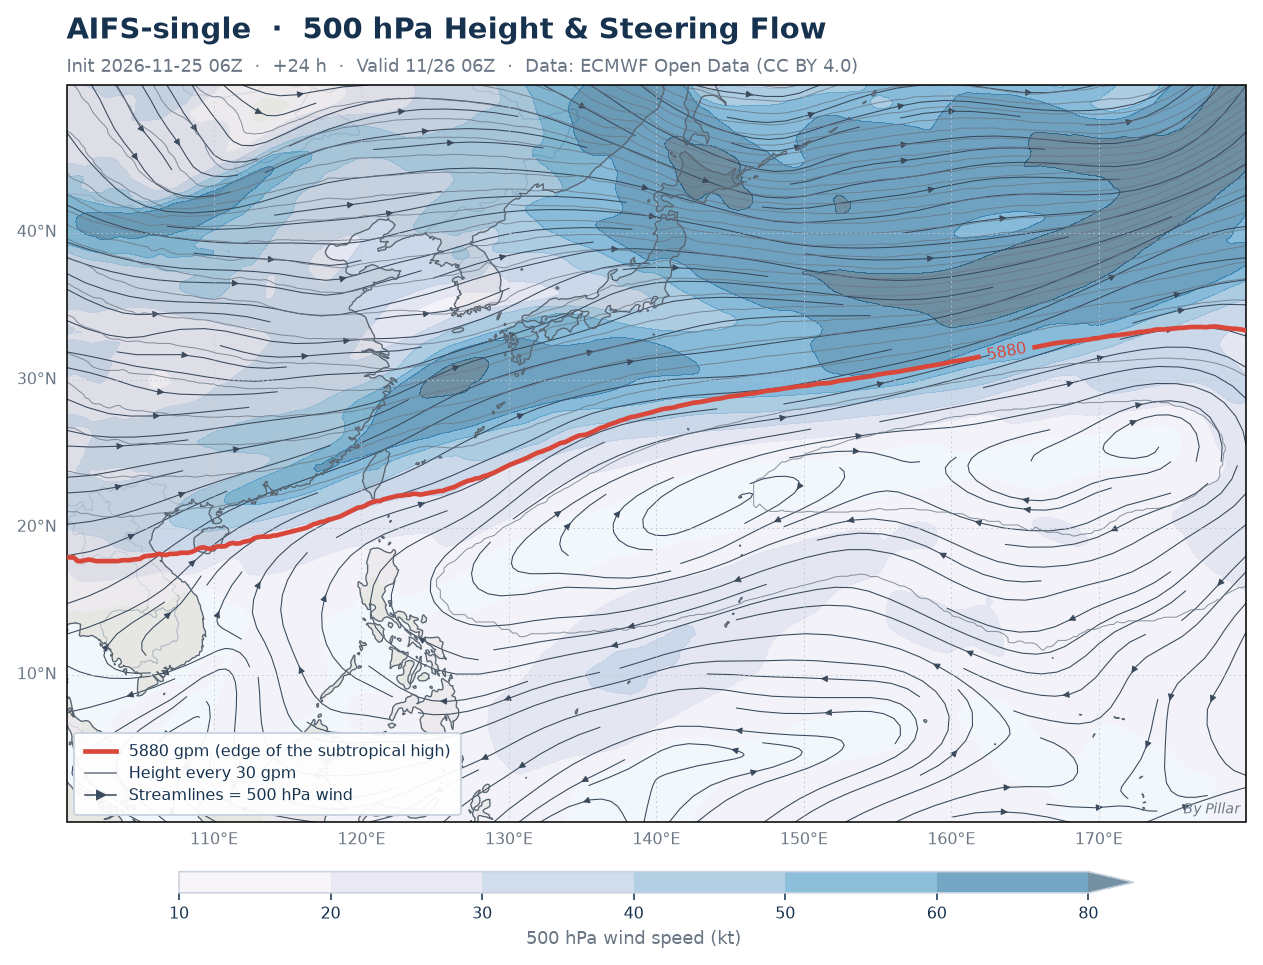 AIFS-single · 500 hPa Height & Steering Flow
Init 2026-11-25 06Z · +24 h · Valid 11/26 06Z · Data: ECMWF Open Data (CC BY 4.0)
40°N
30°N
20°N
10°N
5880
5880 gpm (edge of the subtropical high)
Height every 30 gpm
Streamlines = 500 hPa wind
By Pillar
110°E 120°E 130°E 140°E 150°E 160°E 170°E
10 20 30 40 50 60 80
500 hPa wind speed (kt)